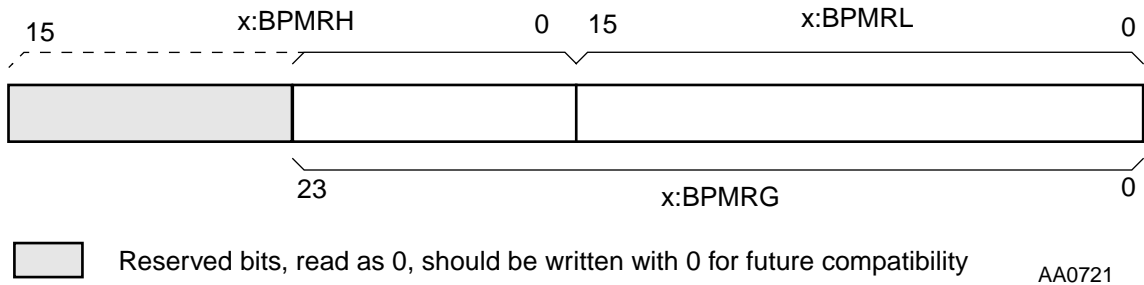 15 x:BPMRH 0 15 x:BPMRL 0
23 x:BPMRG 0
Reserved bits, read as 0, should be written with 0 for future compatibility
AA0721